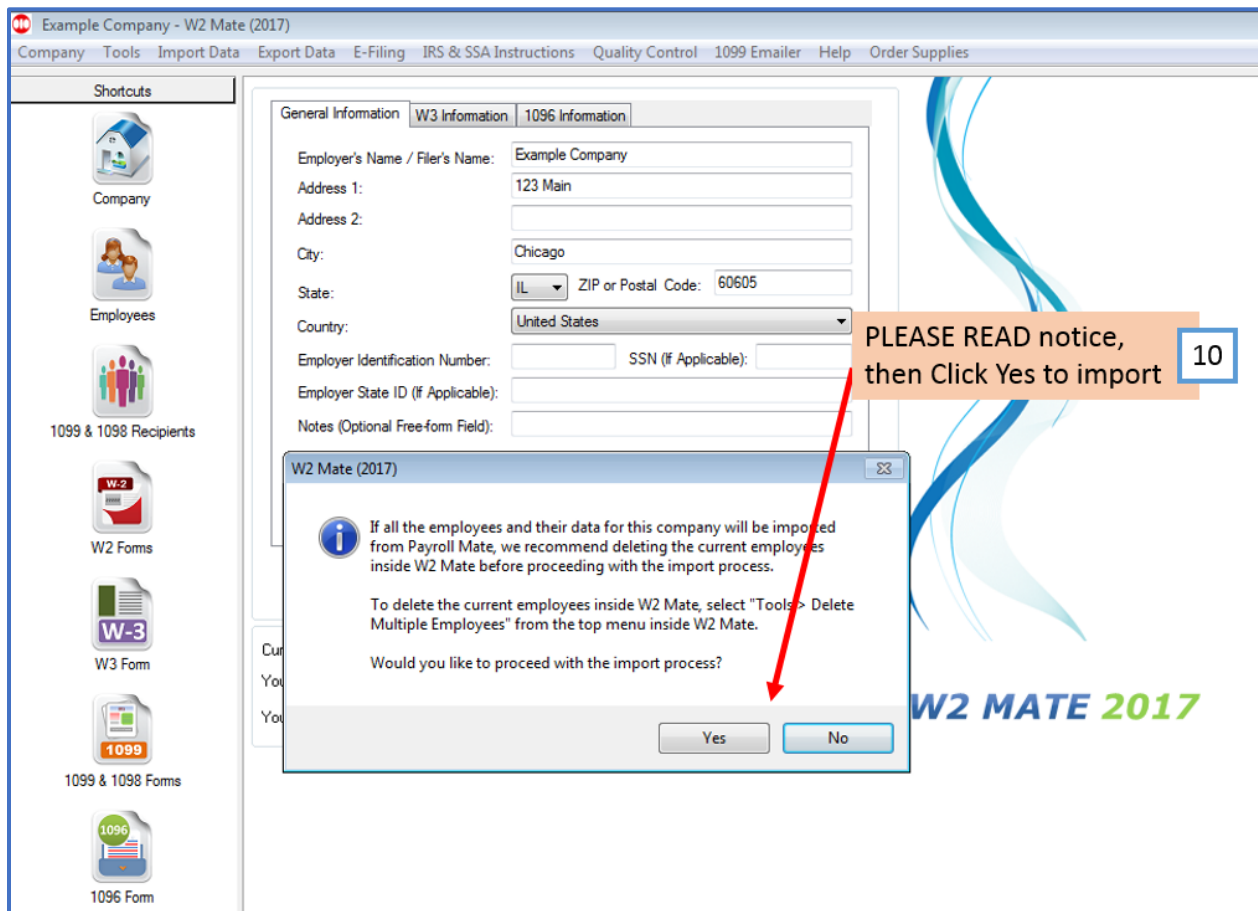 Example Company - W2 Mate (2017)
Company Tools Import Data Export Data E-Filing IRS & SSA Instructions Quality Control 1099 Emailer Help Order Supplies
Shortcuts
Company
Employees
1099 & 1098 Recipients
W-2
W2 Forms
W-3
W3 Form
1099
1099 & 1098 Forms
1096
1096 Form
General Information W3 Information 1096 Information
Employer's Name / Filer's Name: Example Company
Address 1: 123 Main
Address 2:
City: Chicago
State: IL ZIP or Postal Code: 60605
Country: United States
Employer Identification Number: SSN (If Applicable):
Employer State ID (If Applicable):
Notes (Optional Free-form Field):
PLEASE READ notice,
then Click Yes to import
10
W2 Mate (2017)
If all the employees and their data for this company will be imported
from Payroll Mate, we recommend deleting the current employees
inside W2 Mate before proceeding with the import process.
To delete the current employees inside W2 Mate, select "Tools > Delete
Multiple Employees" from the top menu inside W2 Mate.
Would you like to proceed with the import process?
Yes No
W2 MATE 2017